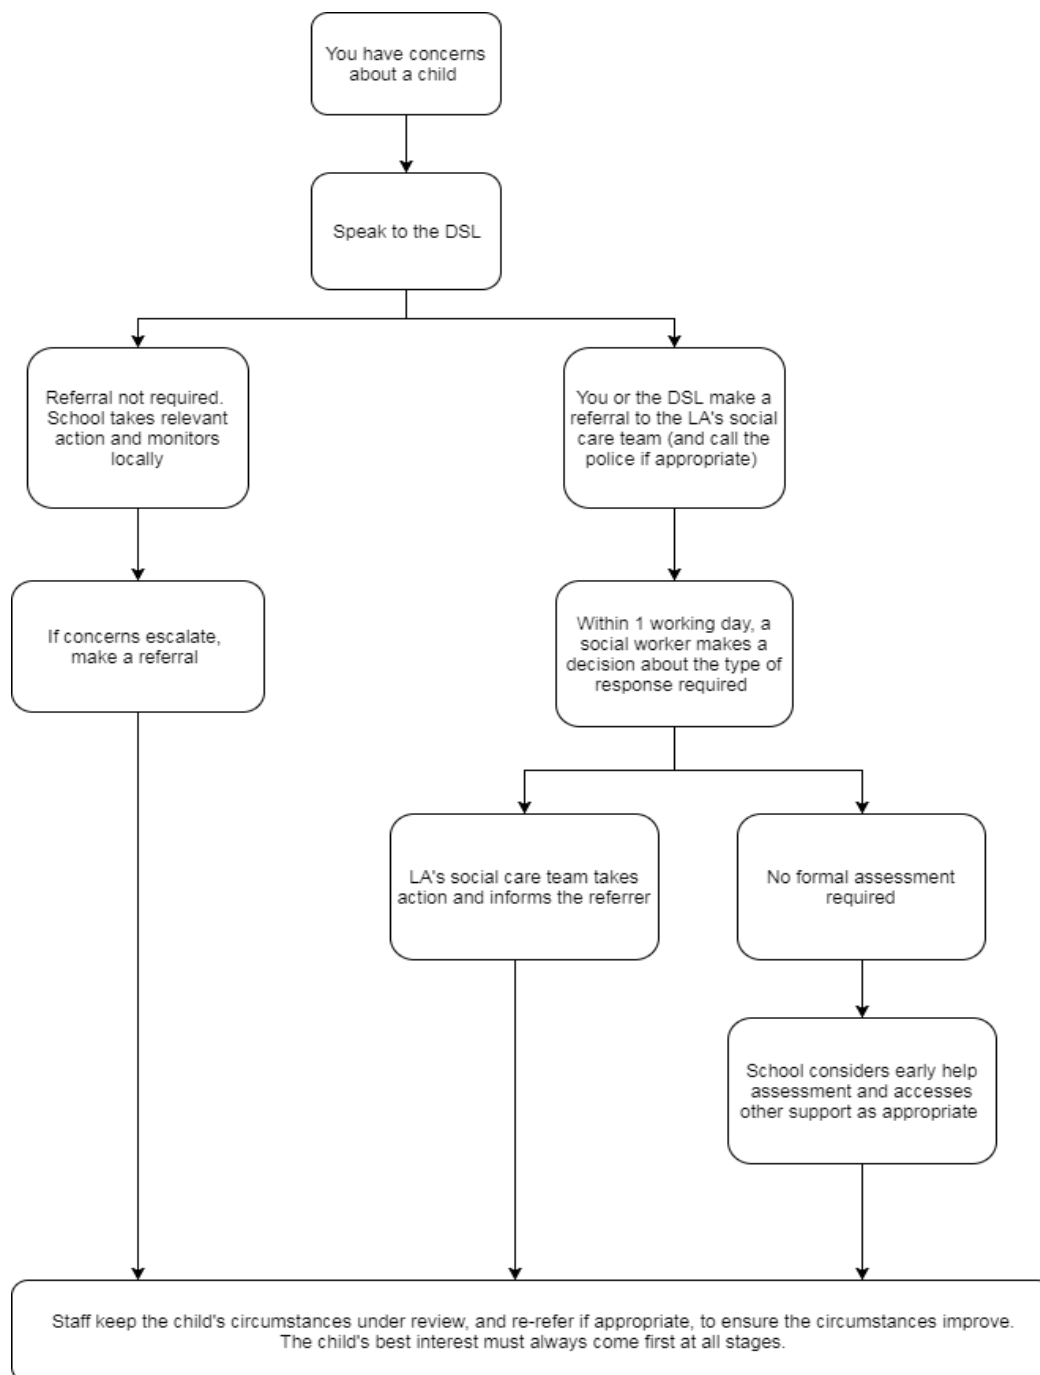 You have concerns
about a child
Speak to the DSL
Referral not required.
School takes relevant
action and monitors
locally
You or the DSL make a
referral to the LA's social
care team (and call the
police if appropriate)
If concerns escalate,
make a referral
Within 1 working day, a
social worker makes a
decision about the type of
response required
LA's social care team takes
action and informs the referrer
No formal assessment
required
School considers early help
assessment and accesses
other support as appropriate
Staff keep the child's circumstances under review, and re-refer if appropriate, to ensure the circumstances improve.
The child's best interest must always come first at all stages.